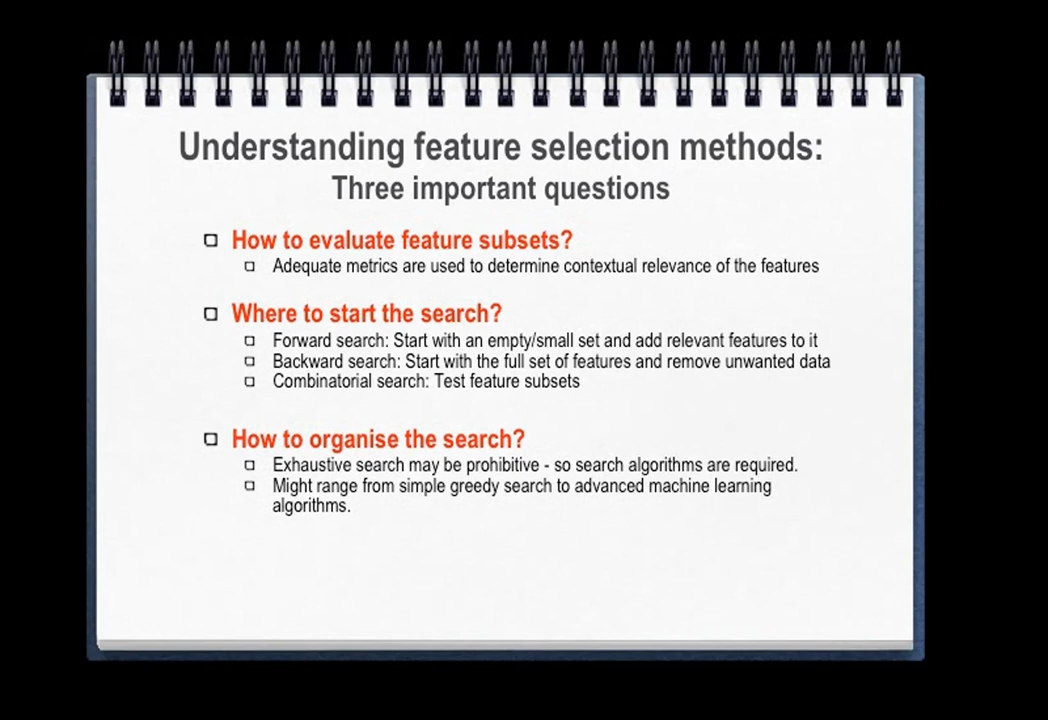 Understanding feature selection methods:
Three important questions
How to evaluate feature subsets?
Adequate metrics are used to determine contextual relevance of the features
Where to start the search?
Forward search: Start with an empty/small set and add relevant features to it
Backward search: Start with the full set of features and remove unwanted data
Combinatorial search: Test feature subsets
How to organise the search?
Exhaustive search may be prohibitive - so search algorithms are required.
Might range from simple greedy search to advanced machine learning
algorithms.